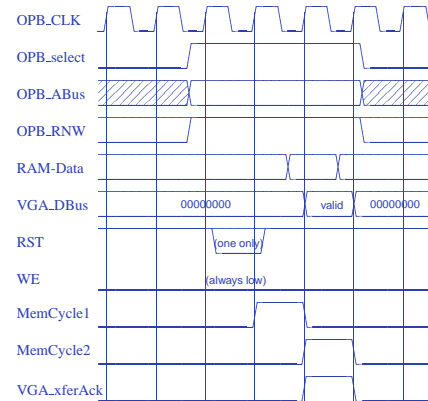 OPB_CLK
OPB_select
OPB_ABus
OPB_RNW
RAM-Data
VGA_DBus 00000000 valid 00000000
RST (one only)
WE (always low)
MemCycle1
MemCycle2
VGA_xferAck